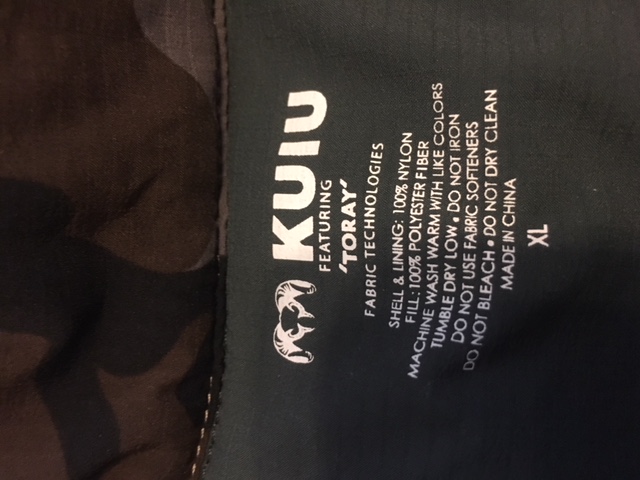 KUIU
FEATURING
'TORAY'
FABRIC TECHNOLOGIES
SHELL & LINING: 100% NYLON
FILL: 100% POLYESTER FIBER
MACHINE WASH WARM WITH LIKE COLORS
TUMBLE DRY LOW • DO NOT IRON
DO NOT USE FABRIC SOFTENERS
DO NOT BLEACH • DO NOT DRY CLEAN
MADE IN CHINA
XL